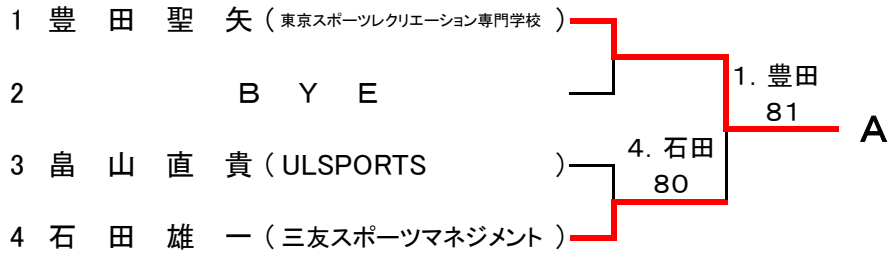 1 豊 田 聖 矢 ( 東京スポーツレクリエーション専門学校 )
1. 豊田
2 Ｂ Ｙ Ｅ
81
A
4. 石田
3 畠 山 直 貴 ( ULSPORTS )
80
4 石 田 雄 一 ( 三友スポーツマネジメント )